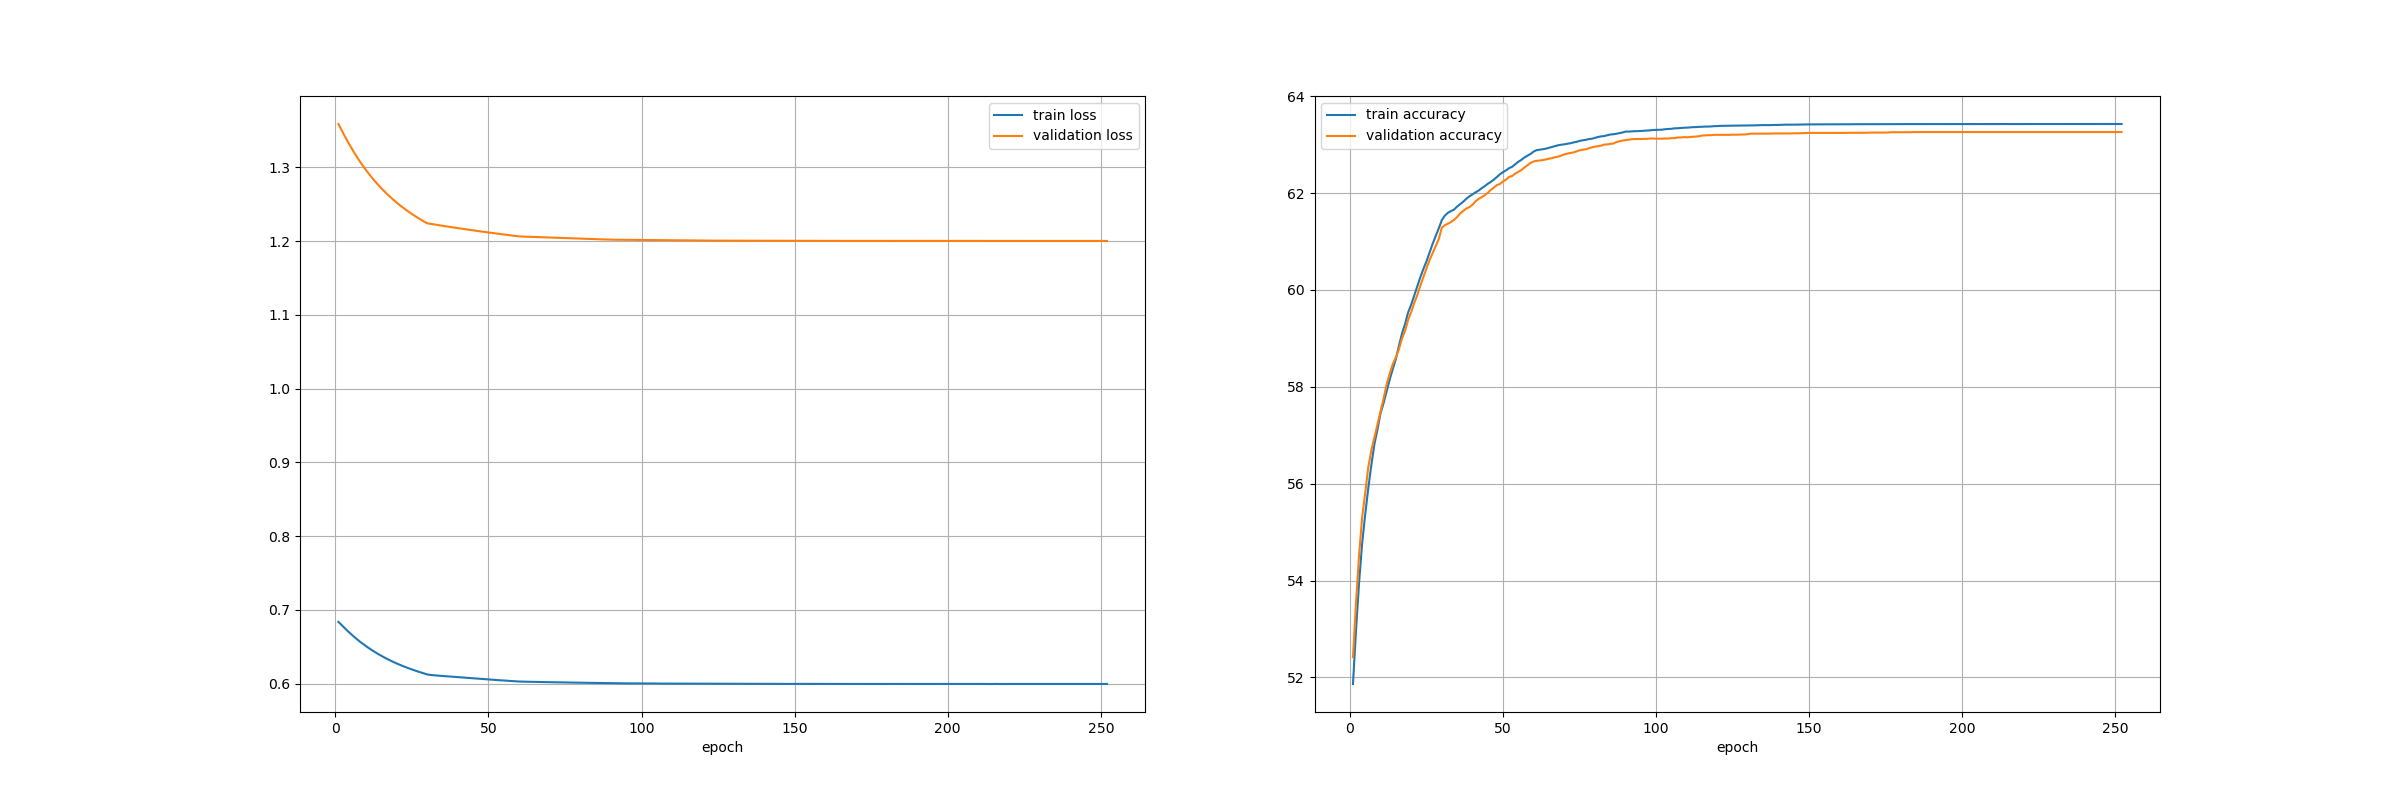 train loss
validation loss
1.3
1.2
1.1
1.0
0.9
0.8
0.7
0.6
0 50 100 150 200 250
epoch
train accuracy
validation accuracy
64
62
60
58
56
54
52
0 50 100 150 200 250
epoch